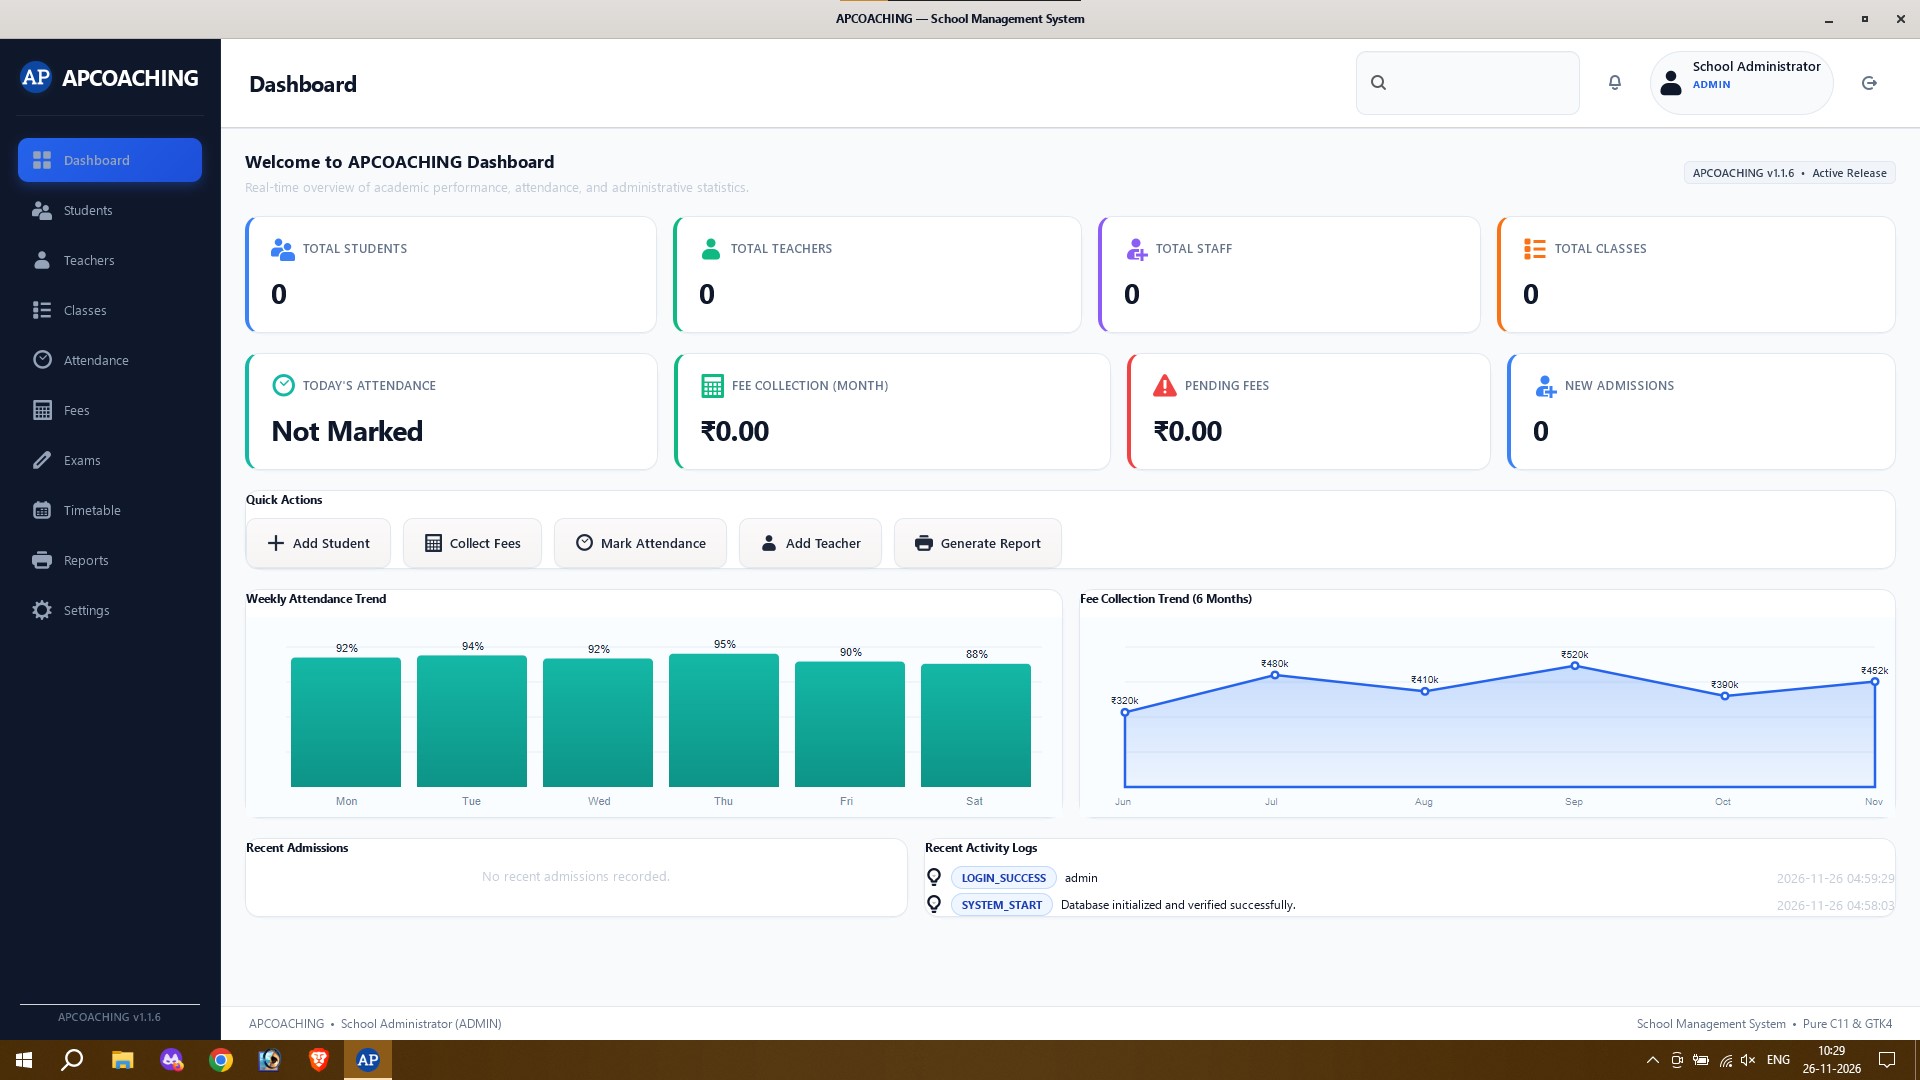 APCOACHING — School Management System
AP APCOACHING
Dashboard
Students
Teachers
Classes
Attendance
Fees
Exams
Timetable
Reports
Settings
APCOACHING v1.1.6
Dashboard
School Administrator
ADMIN
Welcome to APCOACHING Dashboard
Real-time overview of academic performance, attendance, and administrative statistics.
APCOACHING v1.1.6 • Active Release
TOTAL STUDENTS
0
TOTAL TEACHERS
0
TOTAL STAFF
0
TOTAL CLASSES
0
TODAY'S ATTENDANCE
Not Marked
FEE COLLECTION (MONTH)
₹0.00
PENDING FEES
₹0.00
NEW ADMISSIONS
0
Quick Actions
Add Student
Collect Fees
Mark Attendance
Add Teacher
Generate Report
Weekly Attendance Trend
92% 94% 92% 95% 90% 88%
Mon Tue Wed Thu Fri Sat
Fee Collection Trend (6 Months)
₹320k ₹480k ₹410k ₹520k ₹390k ₹452k
Jun Jul Aug Sep Oct Nov
Recent Admissions
No recent admissions recorded.
Recent Activity Logs
LOGIN_SUCCESS admin 2026-11-26 04:59:29
SYSTEM_START Database initialized and verified successfully. 2026-11-26 04:58:03
APCOACHING • School Administrator (ADMIN)
School Management System • Pure C11 & GTK4
AP
ENG
10:29
26-11-2026